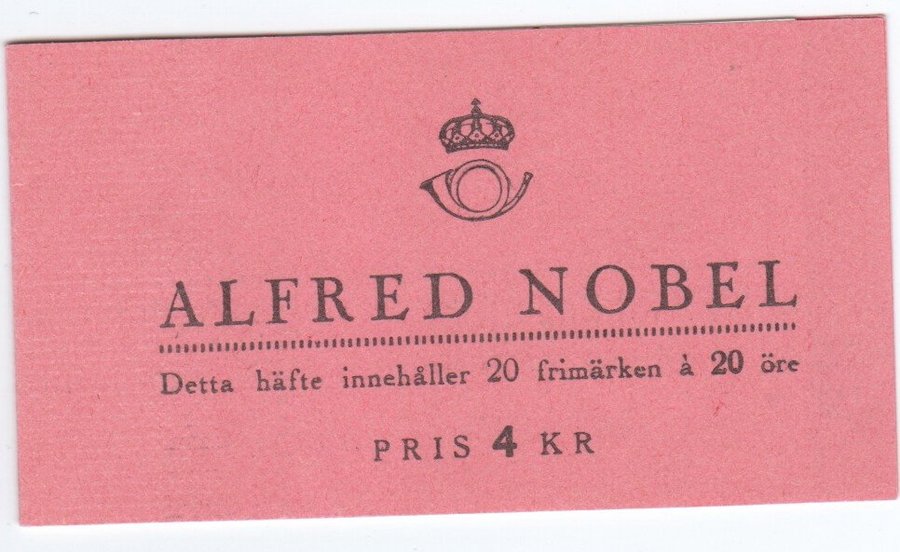 ALFRED NOBEL
Detta häfte innehåller 20 frimärken à 20 öre
PRIS 4 KR